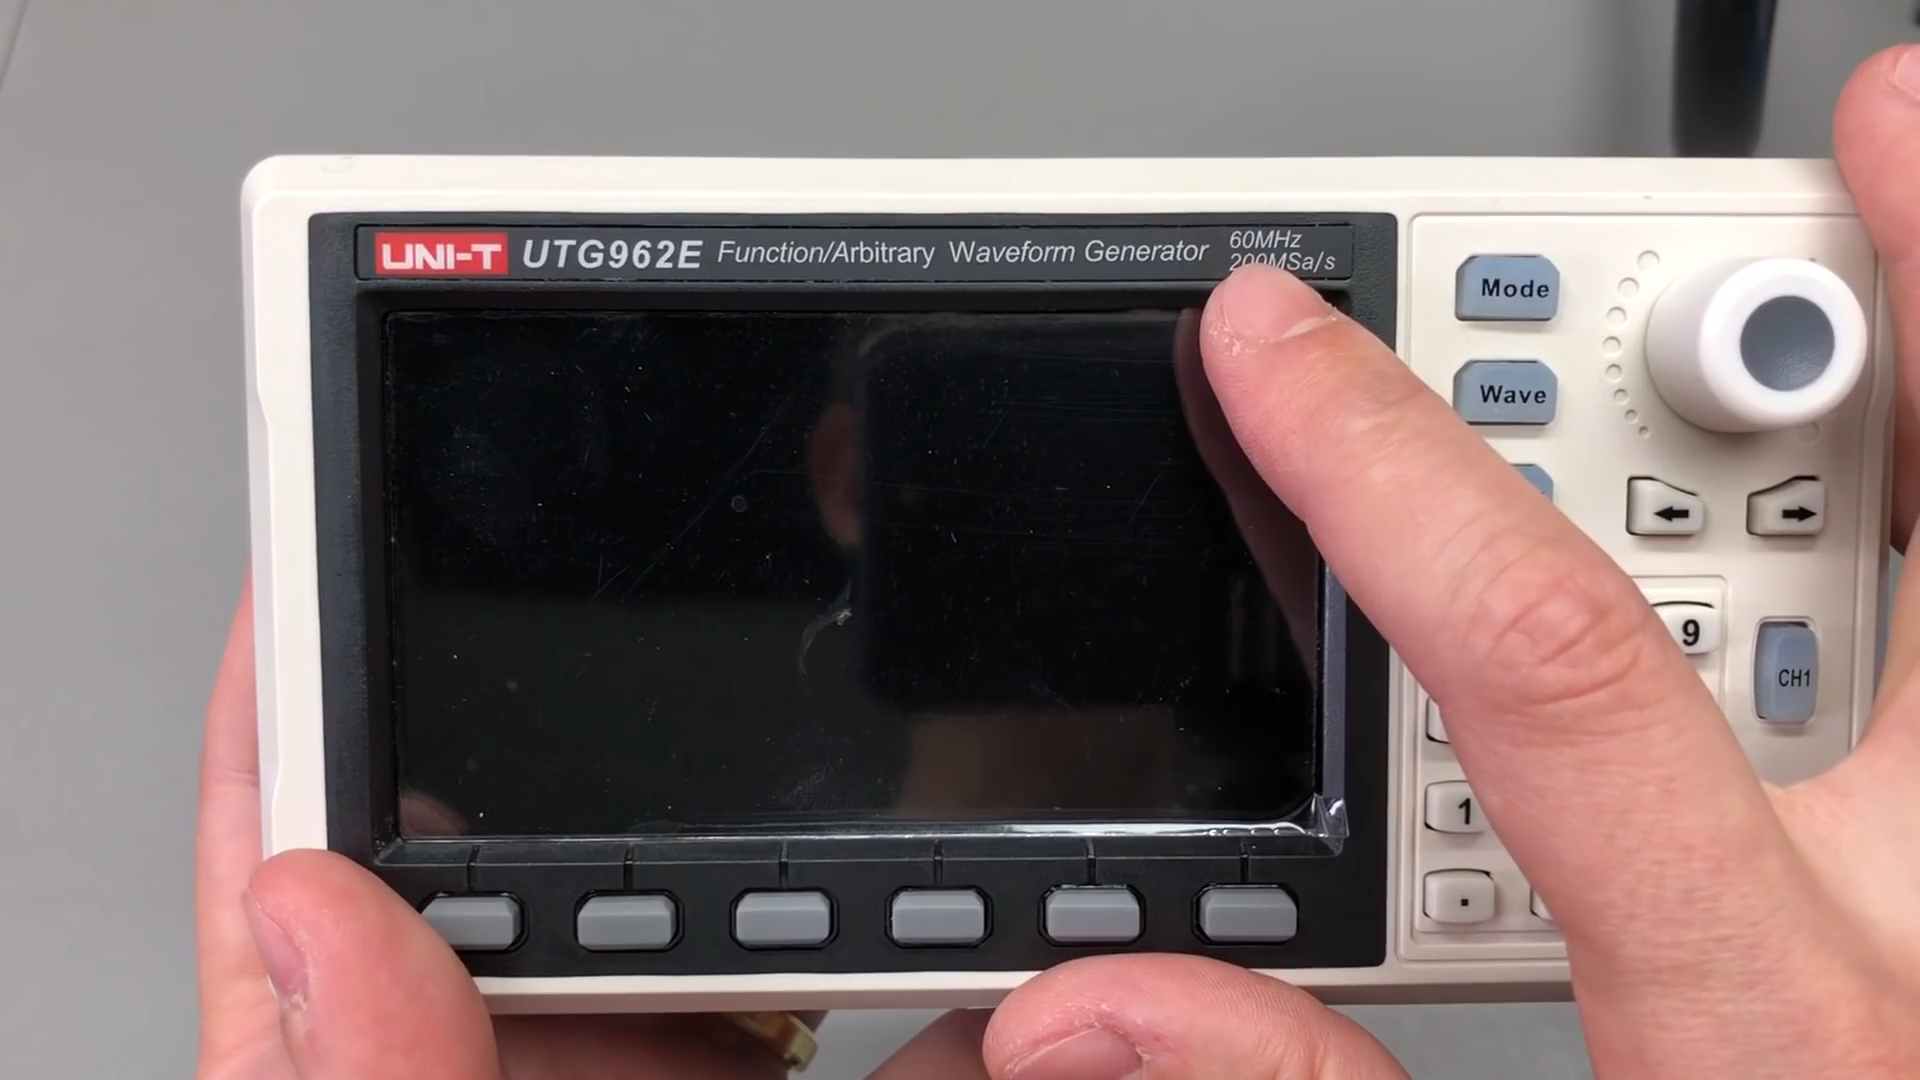 UNI-T UTG962E Function/Arbitrary Waveform Generator
60MHz
200MSa/s
Mode
Wave
9
CH1
1
.